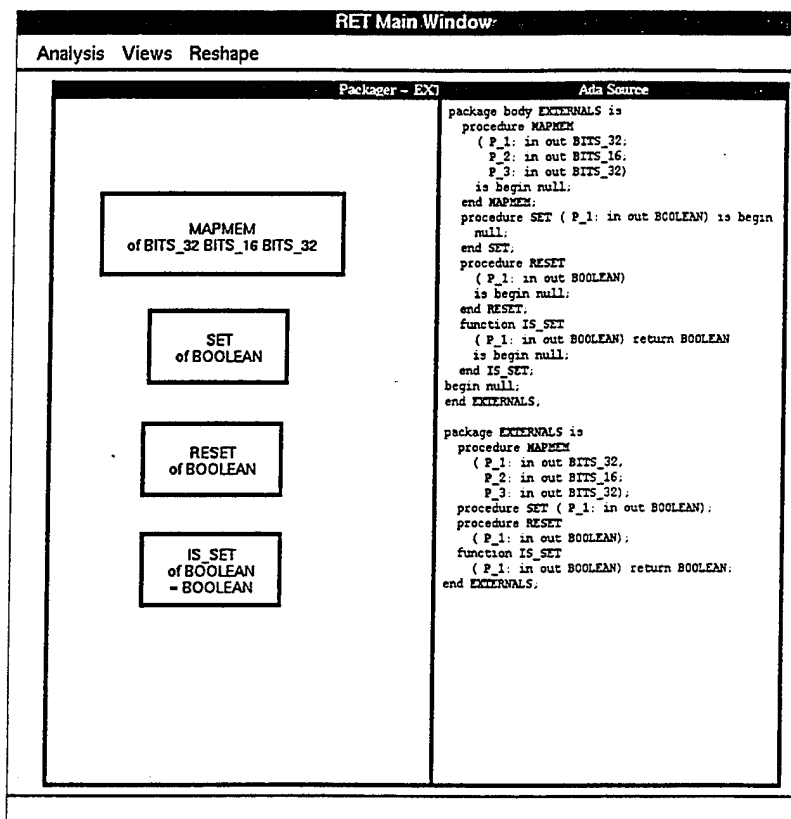 RET Main Window
Analysis Views Reshape
Packager – EXT
MAPMEM
of BITS_32 BITS_16 BITS_32
SET
of BOOLEAN
RESET
of BOOLEAN
IS_SET
of BOOLEAN
– BOOLEAN
Ada Source
package body EXTERNALS is
procedure MAPMEM
( P_1: in out BITS_32;
P_2: in out BITS_16;
P_3: in out BITS_32)
is begin null;
end MAPMEM;
procedure SET ( P_1: in out BOOLEAN) is begin
null;
end SET;
procedure RESET
( P_1: in out BOOLEAN)
is begin null;
end RESET;
function IS_SET
( P_1: in out BOOLEAN) return BOOLEAN
is begin null;
end IS_SET;
begin null;
end EXTERNALS;
package EXTERNALS is
procedure MAPMEM
( P_1: in out BITS_32;
P_2: in out BITS_16;
P_3: in out BITS_32);
procedure SET ( P_1: in out BOOLEAN);
procedure RESET
( P_1: in out BOOLEAN);
function IS_SET
( P_1: in out BOOLEAN) return BOOLEAN;
end EXTERNALS;